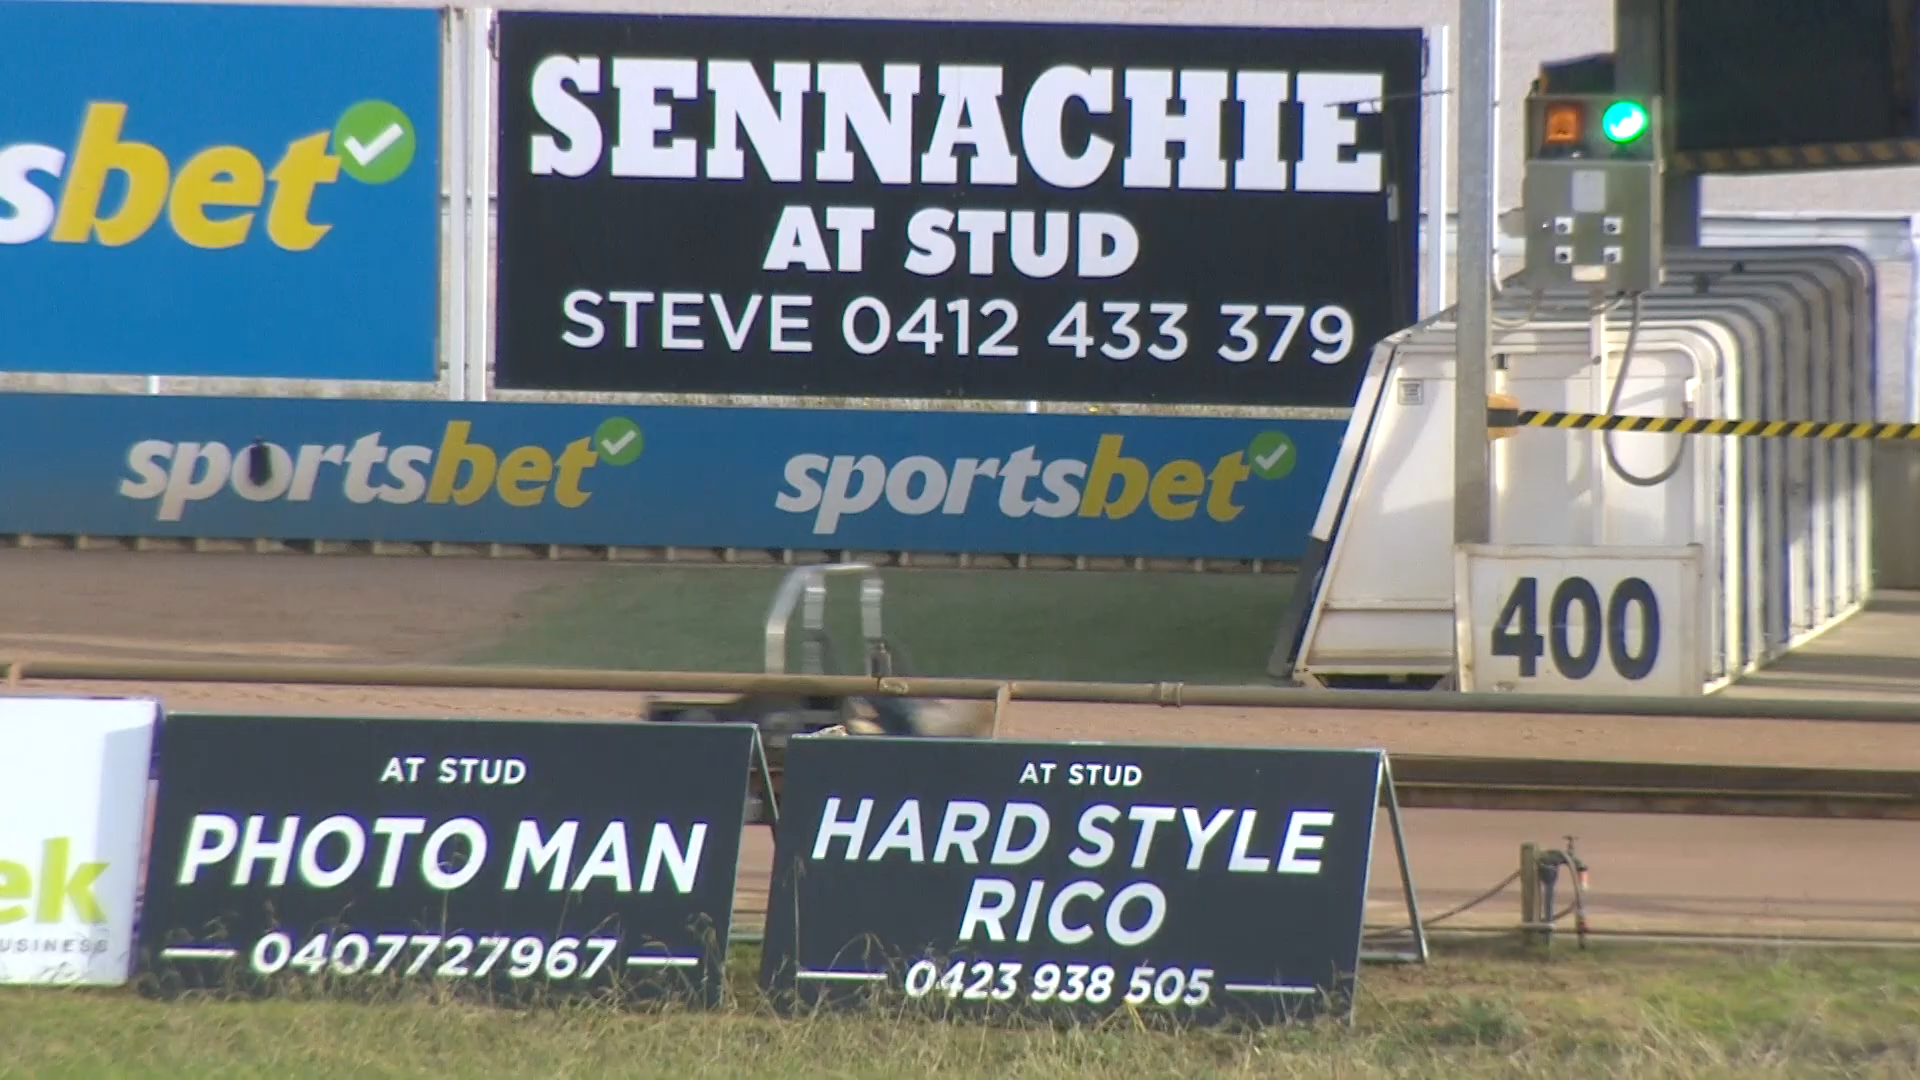 sbet
SENNACHIE
AT STUD
STEVE 0412 433 379
sportsbet
sportsbet
400
ek
USINESS
AT STUD
PHOTO MAN
0407727967
AT STUD
HARD STYLE
RICO
0423 938 505